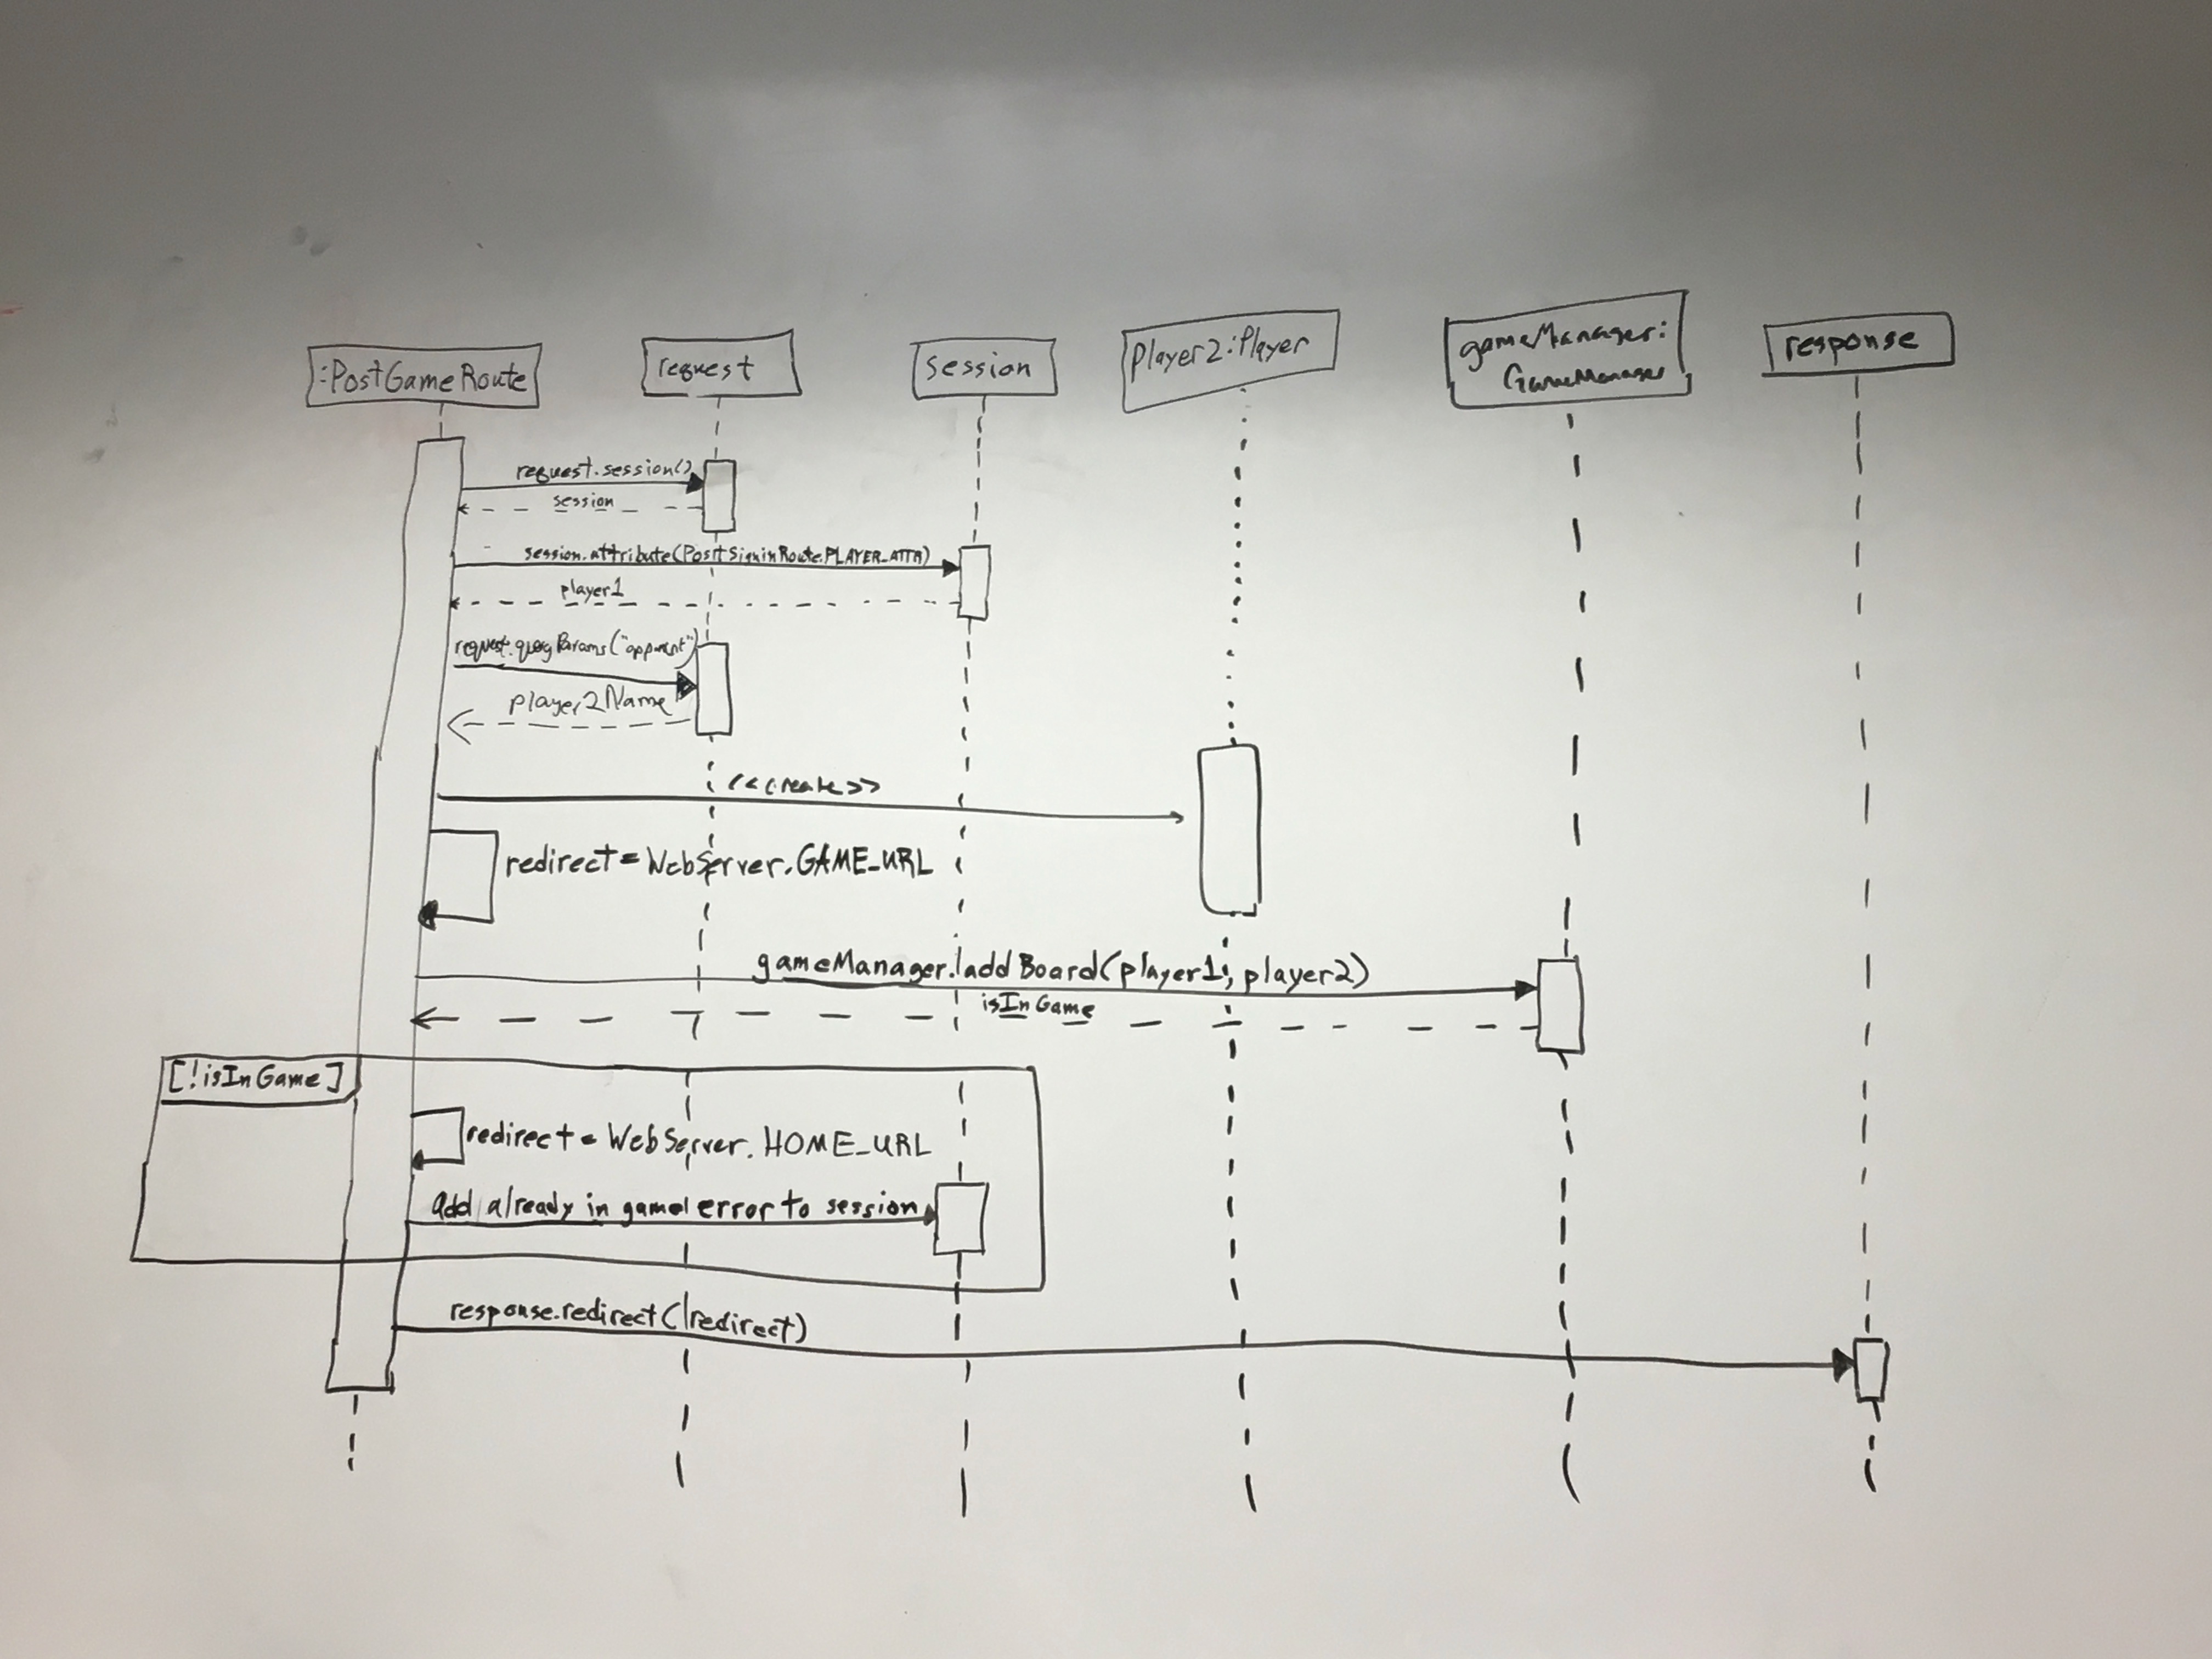 :PostGameRoute
request
session
Player2:Player
gameManager:
GameManager
response
request.session()
session
session.attribute(PostSigninRoute.PLAYER_ATTR)
player1
request.queryParams("opponent")
player2Name
<<create>>
redirect = WebServer.GAME_URL
gameManager.addBoard(player1, player2)
isInGame
[!isInGame]
redirect = WebServer.HOME_URL
add already in game error to session
response.redirect(redirect)